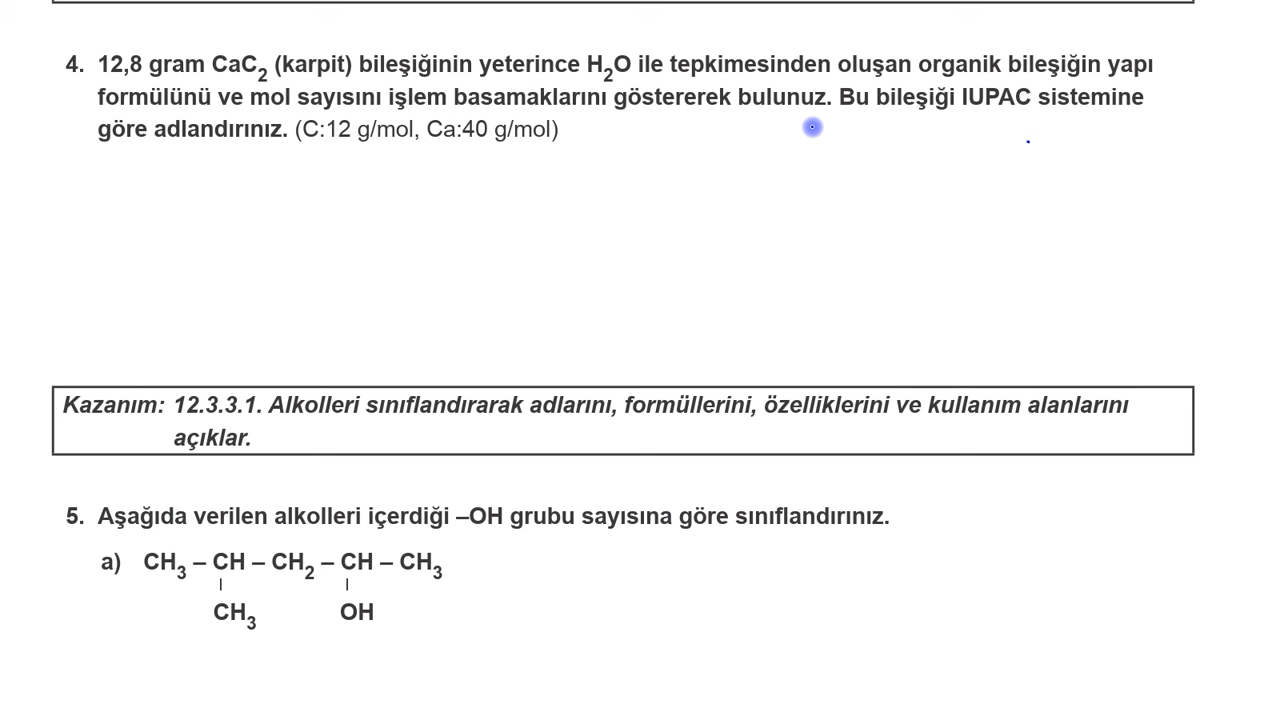 4. 12,8 gram CaC₂ (karpit) bileşiğinin yeterince H₂O ile tepkimesinden oluşan organik bileşiğin yapı
formülünü ve mol sayısını işlem basamaklarını göstererek bulunuz. Bu bileşiği IUPAC sistemine
göre adlandırınız. (C:12 g/mol, Ca:40 g/mol)
Kazanım: 12.3.3.1. Alkolleri sınıflandırarak adlarını, formüllerini, özelliklerini ve kullanım alanlarını
açıklar.
5. Aşağıda verilen alkolleri içerdiği –OH grubu sayısına göre sınıflandırınız.
a) CH₃ – CH – CH₂ – CH – CH₃
CH₃ OH